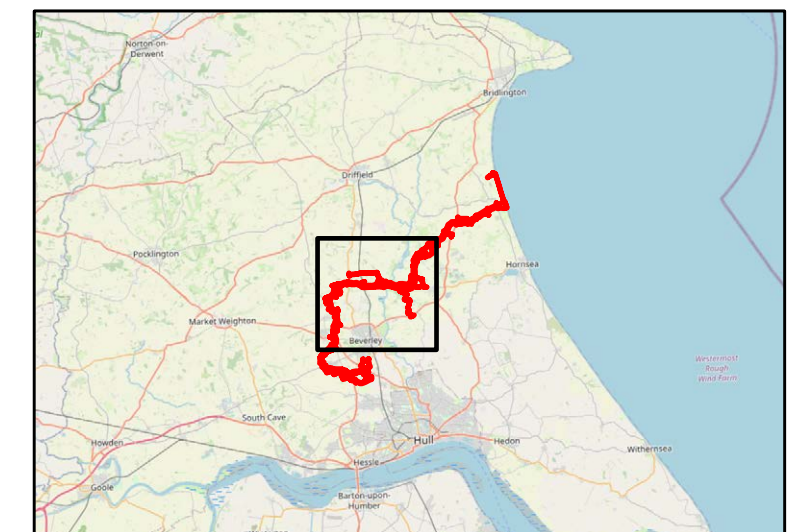 Norton-on-
Derwent
Bridlington
Driffield
Pocklington
Hornsea
Market Weighton
Beverley
Westermost
Rough
Wind Farm
South Cave
Howden
Hull
Hedon
Withernsea
Hessle
Goole
Barton-upon-
Humber